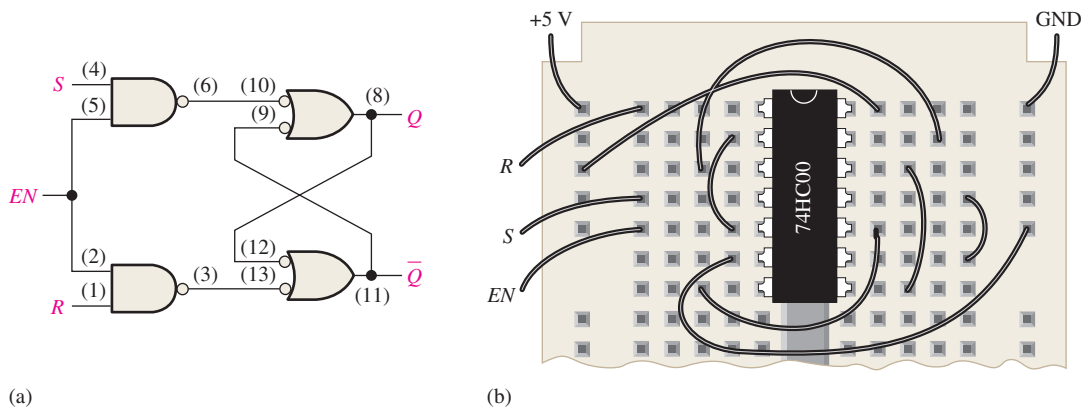 (4)
S
(5)
(6)
(10)
(9)
(8)
Q
EN
(2)
(1)
R
(3)
(12)
(13)
(11)
Q̅
(a)
+5 V
GND
R
S
EN
74HC00
(b)